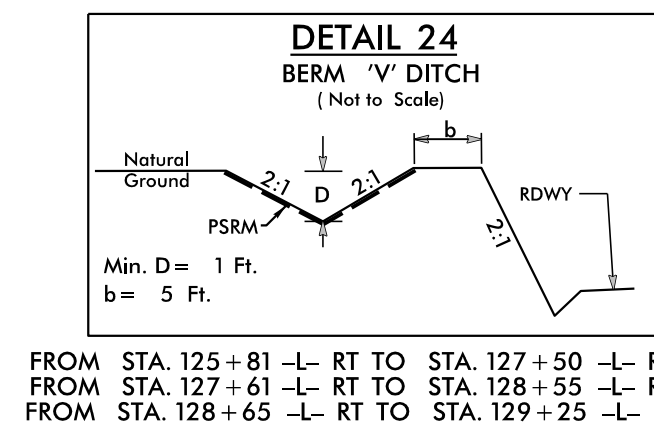 DETAIL 24
BERM 'V' DITCH
( Not to Scale)
b
Natural
Ground
2:1
D
2:1
RDWY
PSRM
2:1
Min. D= 1 Ft.
b= 5 Ft.
FROM STA. 125+81 -L- RT TO STA. 127+50 -L- R
FROM STA. 127+61 -L- RT TO STA. 128+55 -L- R
FROM STA. 128+65 -L- RT TO STA. 129+25 -L-